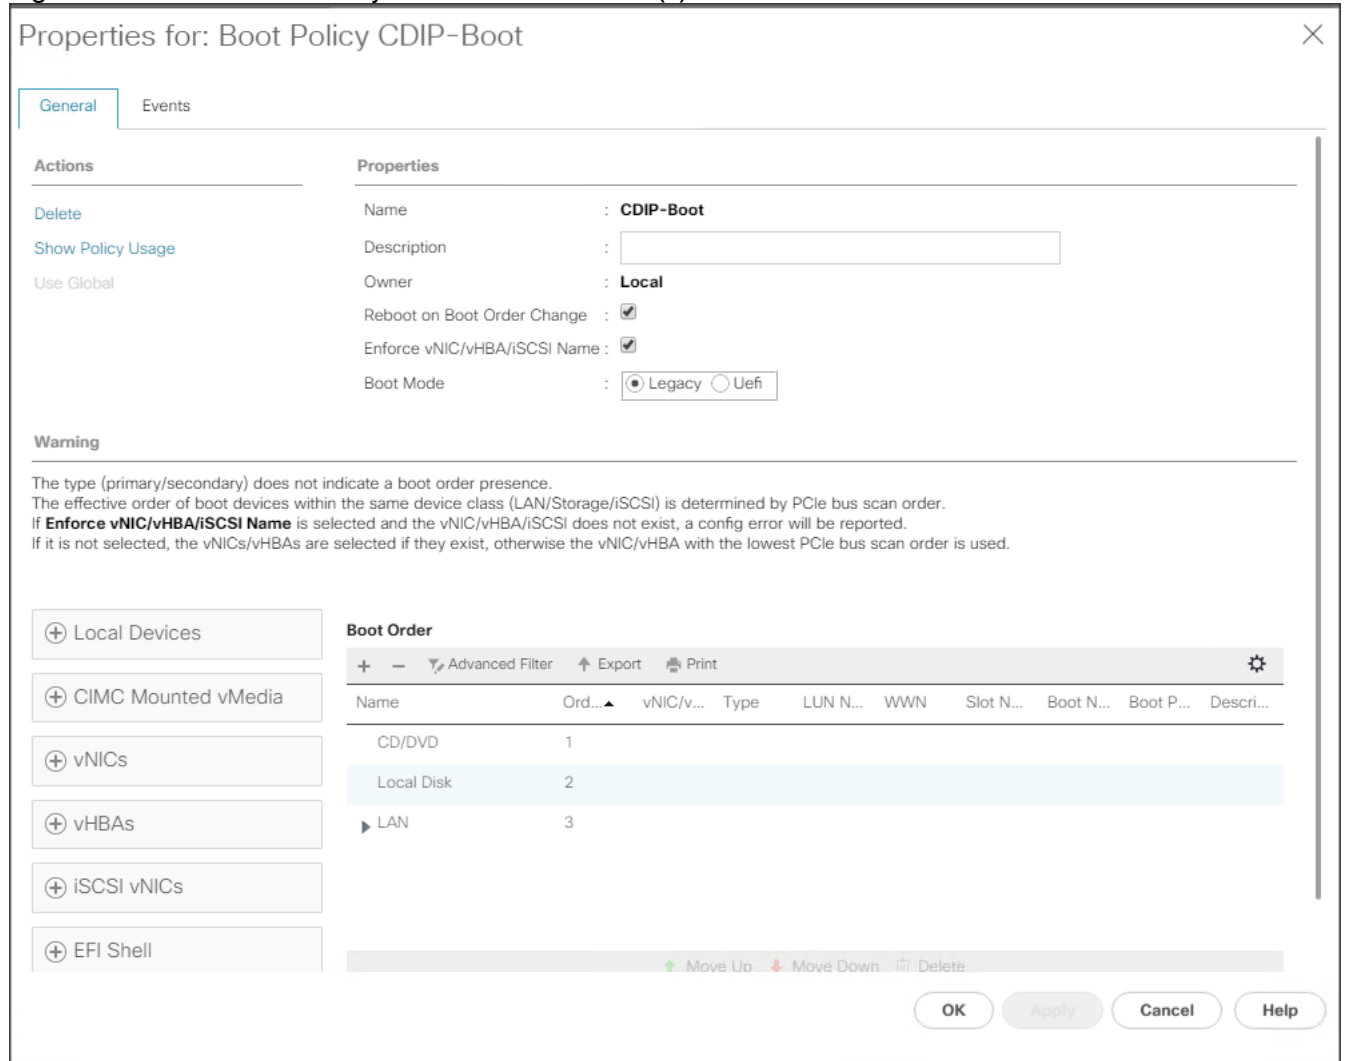 Properties for: Boot Policy CDIP-Boot
General Events
Actions
Delete
Show Policy Usage
Use Global
Properties
Name : CDIP-Boot
Description :
Owner : Local
Reboot on Boot Order Change :
Enforce vNIC/vHBA/iSCSI Name :
Boot Mode : Legacy Uefi
Warning
The type (primary/secondary) does not indicate a boot order presence.
The effective order of boot devices within the same device class (LAN/Storage/iSCSI) is determined by PCIe bus scan order.
If Enforce vNIC/vHBA/iSCSI Name is selected and the vNIC/vHBA/iSCSI does not exist, a config error will be reported.
If it is not selected, the vNICs/vHBAs are selected if they exist, otherwise the vNIC/vHBA with the lowest PCIe bus scan order is used.
Local Devices
CIMC Mounted vMedia
vNICs
vHBAs
iSCSI vNICs
EFI Shell
Boot Order
+ − Advanced Filter Export Print
Name Ord... vNIC/v... Type LUN N... WWN Slot N... Boot N... Boot P... Descri...
CD/DVD 1
Local Disk 2
LAN 3
Move Up Move Down Delete
OK Apply Cancel Help